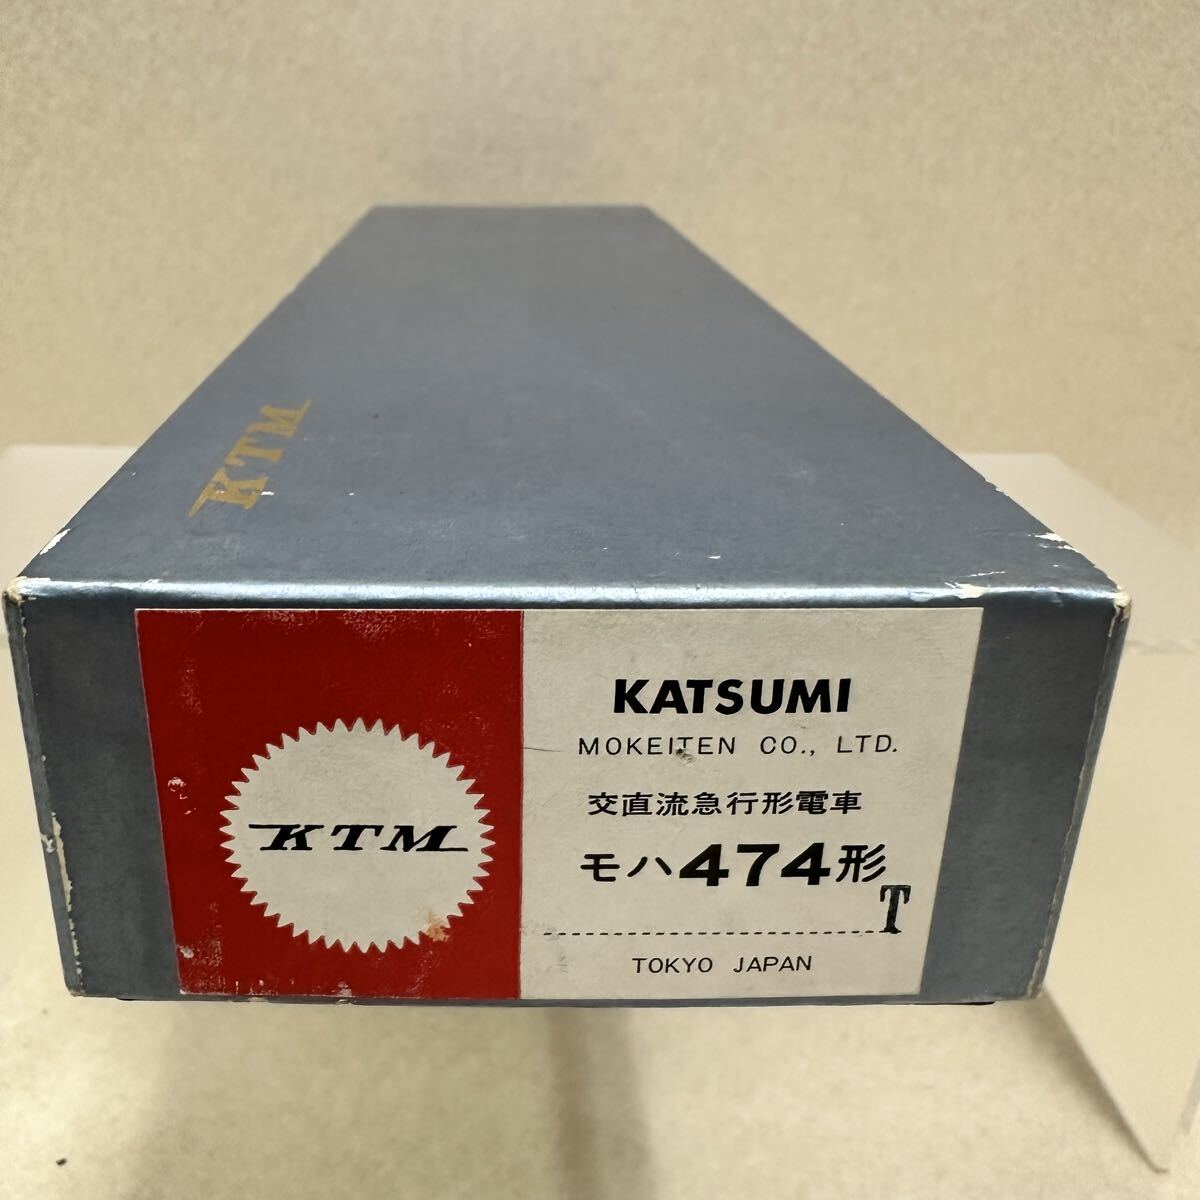 KTM
KTM
KATSUMI
MOKEITEN CO., LTD.
交直流急行形電車
モハ474形
T
TOKYO JAPAN